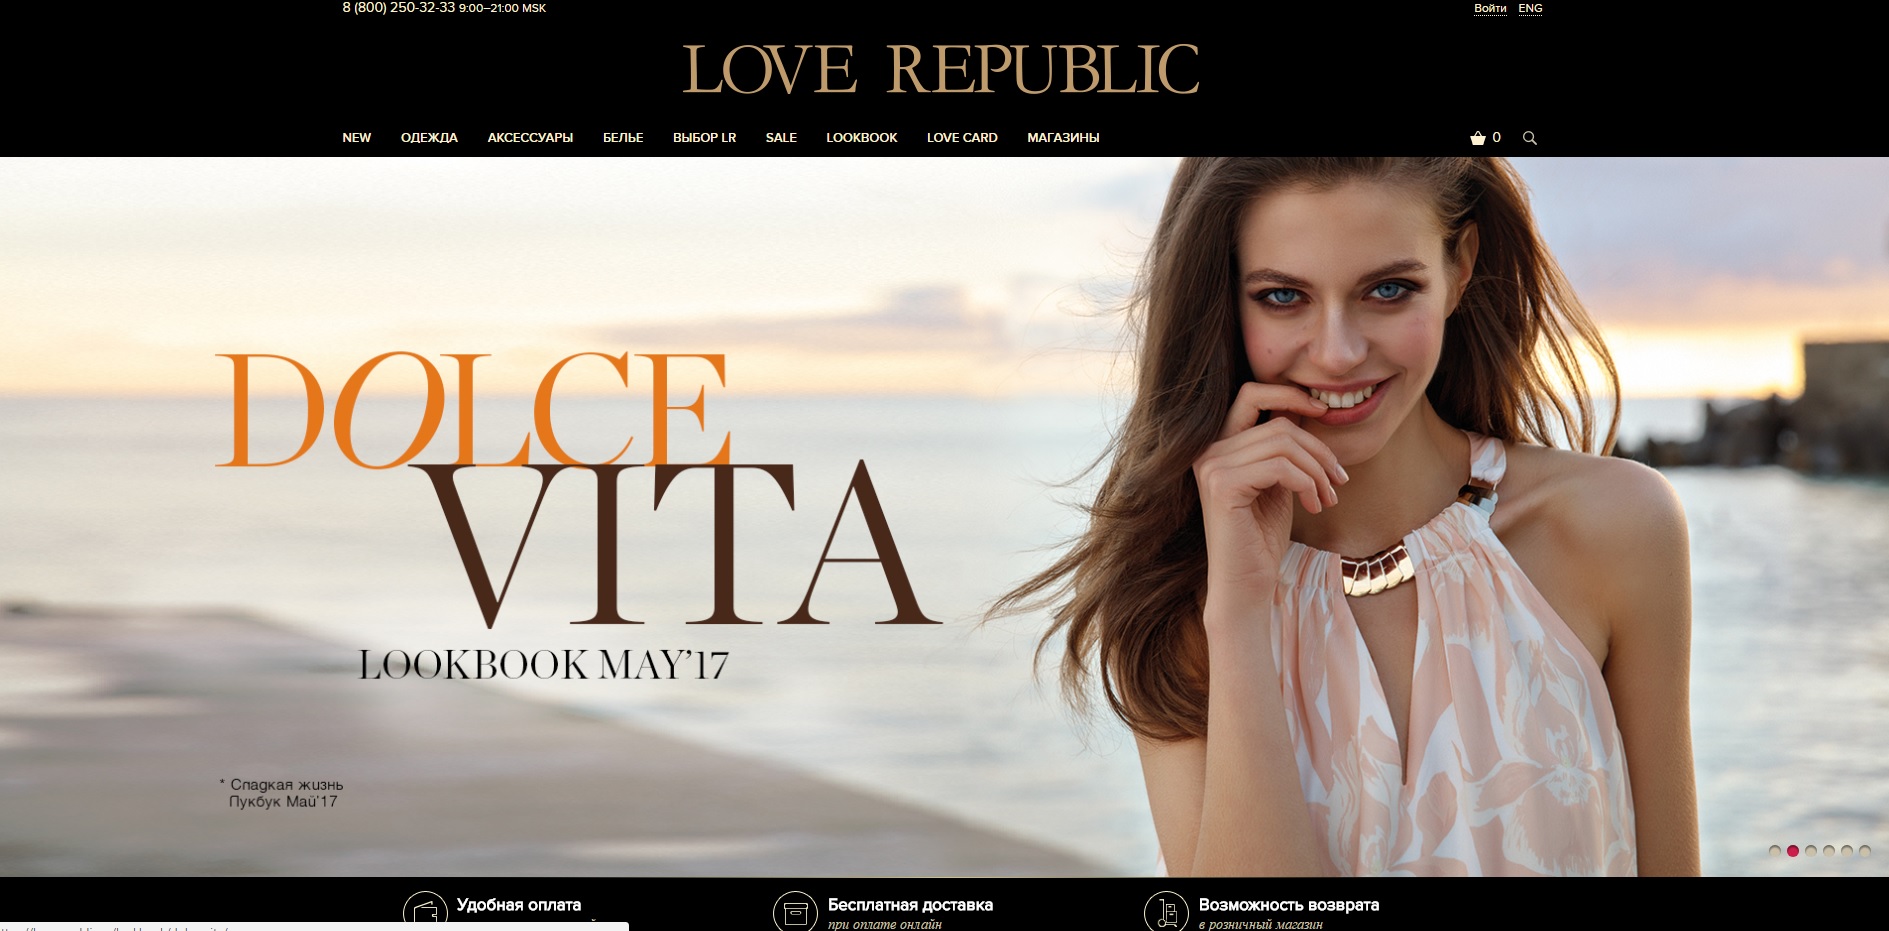 8 (800) 250-32-33 9:00–21:00 MSK
Войти ENG
LOVE REPUBLIC
NEW ОДЕЖДА АКСЕССУАРЫ БЕЛЬЕ ВЫБОР LR SALE LOOKBOOK LOVE CARD МАГАЗИНЫ 0
DOLCE
VITA
LOOKBOOK MAY'17
* Сладкая жизнь
Лукбук Май'17
Удобная оплата Бесплатная доставка Возможность возврата
при оплате онлайн в розничный магазин